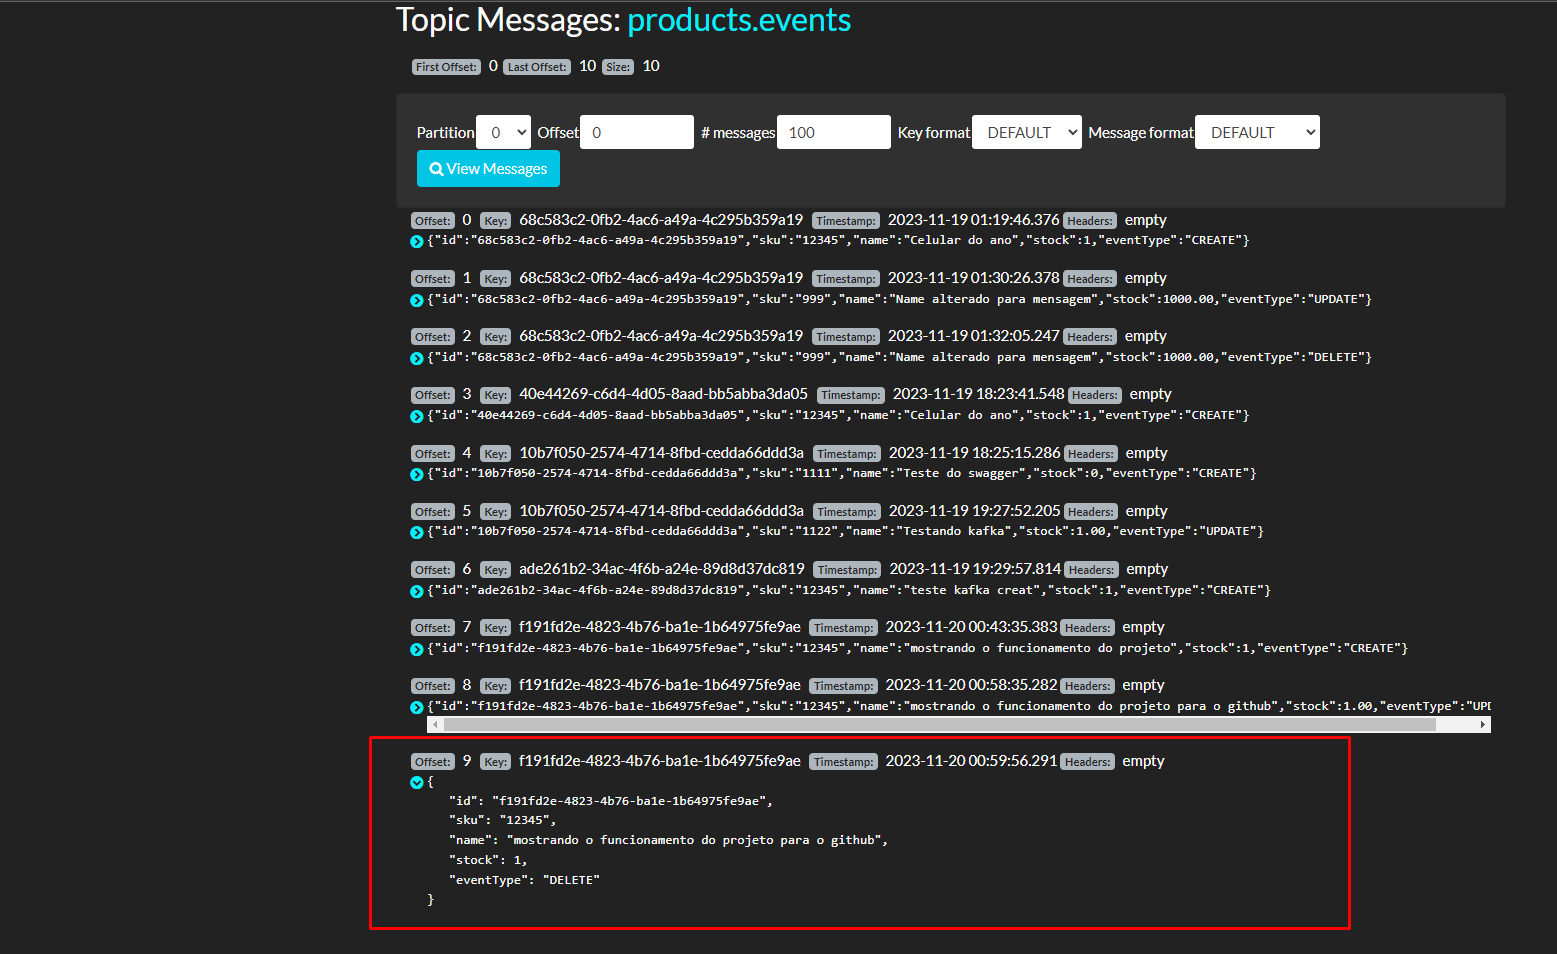 Topic Messages: products.events
First Offset: 0 Last Offset: 10 Size: 10
Partition 0 Offset 0 # messages 100 Key format DEFAULT Message format DEFAULT
View Messages
Offset: 0 Key: 68c583c2-0fb2-4ac6-a49a-4c295b359a19 Timestamp: 2023-11-19 01:19:46.376 Headers: empty
{"id":"68c583c2-0fb2-4ac6-a49a-4c295b359a19","sku":"12345","name":"Celular do ano","stock":1,"eventType":"CREATE"}
Offset: 1 Key: 68c583c2-0fb2-4ac6-a49a-4c295b359a19 Timestamp: 2023-11-19 01:30:26.378 Headers: empty
{"id":"68c583c2-0fb2-4ac6-a49a-4c295b359a19","sku":"999","name":"Name alterado para mensagem","stock":1000.00,"eventType":"UPDATE"}
Offset: 2 Key: 68c583c2-0fb2-4ac6-a49a-4c295b359a19 Timestamp: 2023-11-19 01:32:05.247 Headers: empty
{"id":"68c583c2-0fb2-4ac6-a49a-4c295b359a19","sku":"999","name":"Name alterado para mensagem","stock":1000.00,"eventType":"DELETE"}
Offset: 3 Key: 40e44269-c6d4-4d05-8aad-bb5abba3da05 Timestamp: 2023-11-19 18:23:41.548 Headers: empty
{"id":"40e44269-c6d4-4d05-8aad-bb5abba3da05","sku":"12345","name":"Celular do ano","stock":1,"eventType":"CREATE"}
Offset: 4 Key: 10b7f050-2574-4714-8fbd-cedda66ddd3a Timestamp: 2023-11-19 18:25:15.286 Headers: empty
{"id":"10b7f050-2574-4714-8fbd-cedda66ddd3a","sku":"1111","name":"Teste do swagger","stock":0,"eventType":"CREATE"}
Offset: 5 Key: 10b7f050-2574-4714-8fbd-cedda66ddd3a Timestamp: 2023-11-19 19:27:52.205 Headers: empty
{"id":"10b7f050-2574-4714-8fbd-cedda66ddd3a","sku":"1122","name":"Testando kafka","stock":1.00,"eventType":"UPDATE"}
Offset: 6 Key: ade261b2-34ac-4f6b-a24e-89d8d37dc819 Timestamp: 2023-11-19 19:29:57.814 Headers: empty
{"id":"ade261b2-34ac-4f6b-a24e-89d8d37dc819","sku":"12345","name":"teste kafka creat","stock":1,"eventType":"CREATE"}
Offset: 7 Key: f191fd2e-4823-4b76-ba1e-1b64975fe9ae Timestamp: 2023-11-20 00:43:35.383 Headers: empty
{"id":"f191fd2e-4823-4b76-ba1e-1b64975fe9ae","sku":"12345","name":"mostrando o funcionamento do projeto","stock":1,"eventType":"CREATE"}
Offset: 8 Key: f191fd2e-4823-4b76-ba1e-1b64975fe9ae Timestamp: 2023-11-20 00:58:35.282 Headers: empty
{"id":"f191fd2e-4823-4b76-ba1e-1b64975fe9ae","sku":"12345","name":"mostrando o funcionamento do projeto para o github","stock":1.00,"eventType":"UPD
Offset: 9 Key: f191fd2e-4823-4b76-ba1e-1b64975fe9ae Timestamp: 2023-11-20 00:59:56.291 Headers: empty
{
"id": "f191fd2e-4823-4b76-ba1e-1b64975fe9ae",
"sku": "12345",
"name": "mostrando o funcionamento do projeto para o github",
"stock": 1,
"eventType": "DELETE"
}